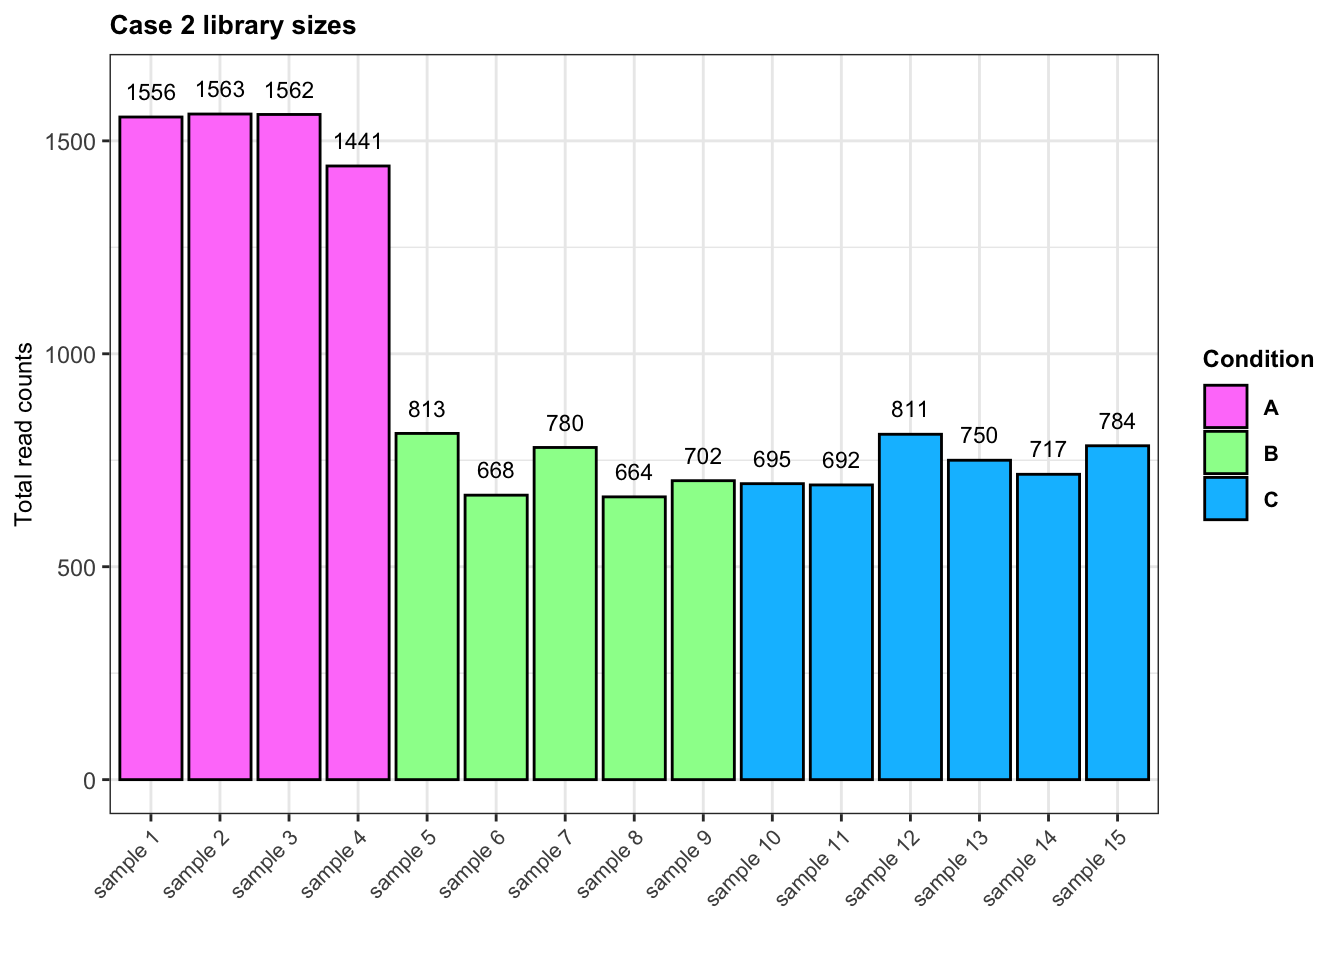 Case 2 library sizes
1556
1563
1562
1441
813
668
780
664
702
695
692
811
750
717
784
Total read counts
1500
1000
500
0
sample 1
sample 2
sample 3
sample 4
sample 5
sample 6
sample 7
sample 8
sample 9
sample 10
sample 11
sample 12
sample 13
sample 14
sample 15
Condition
A
B
C